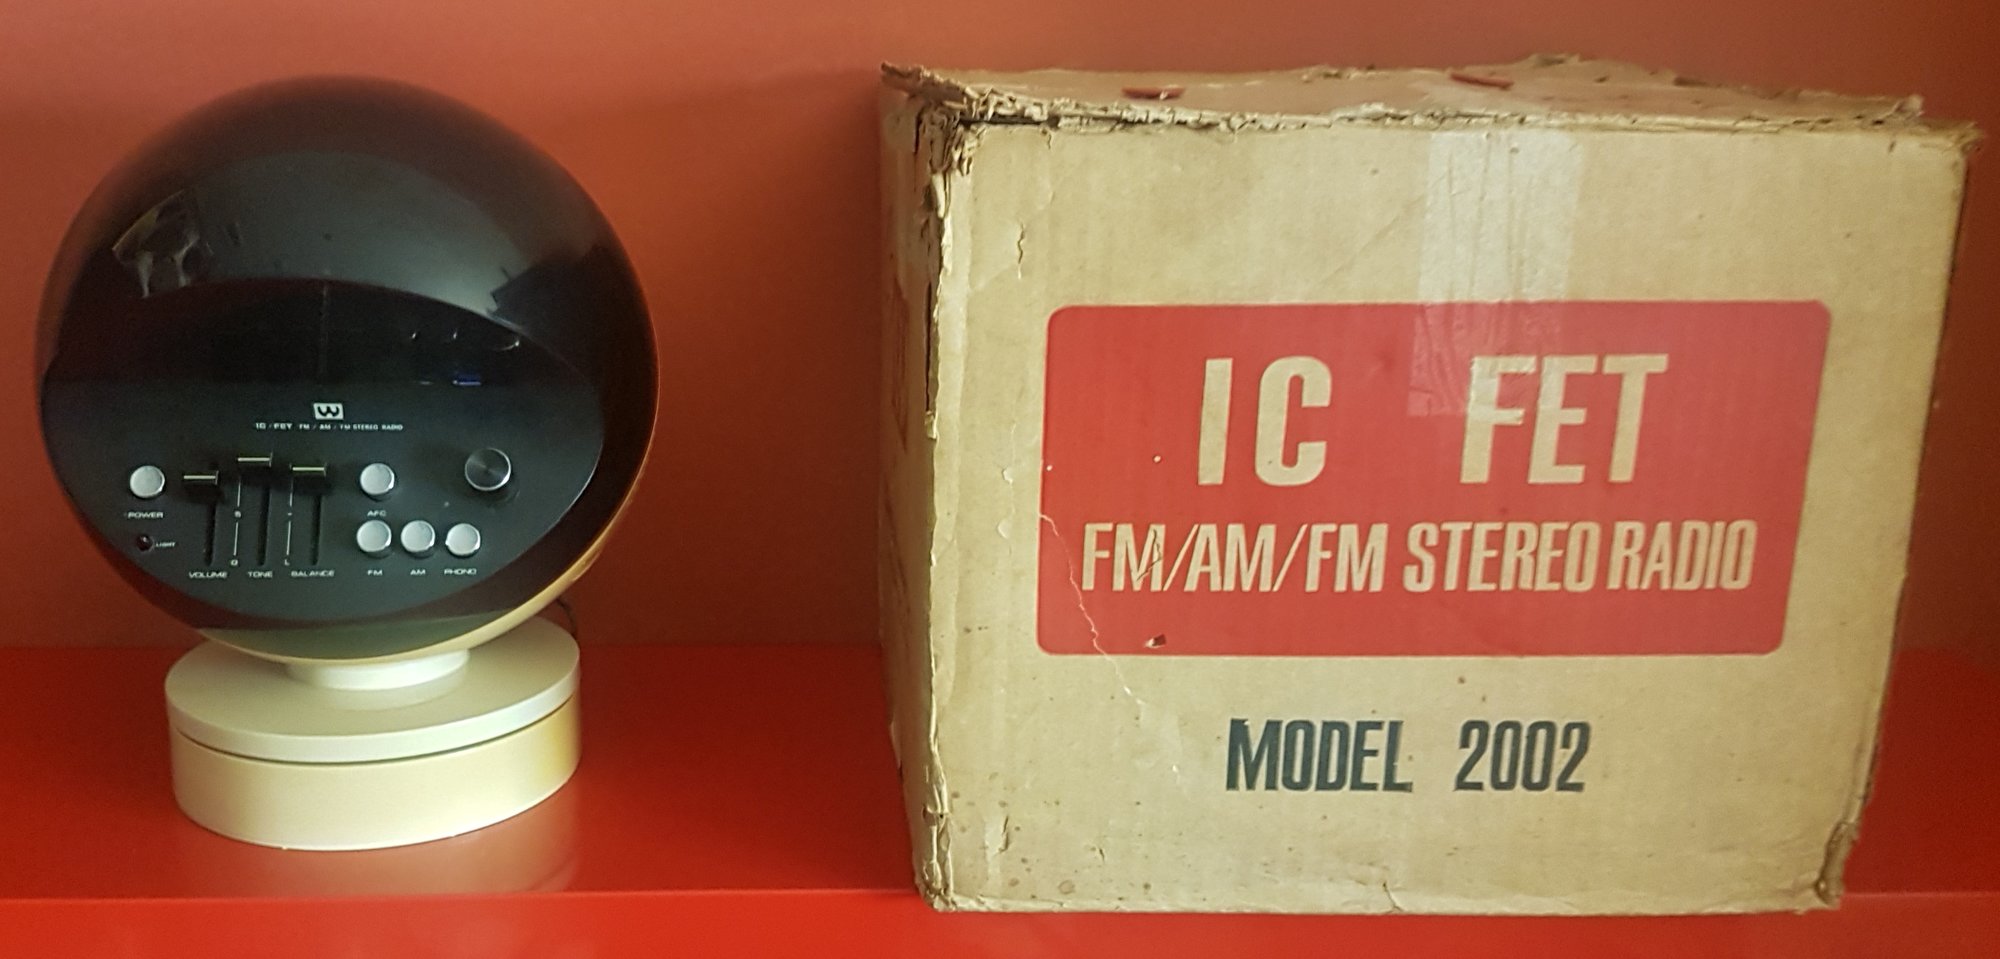 W
IC / FET FM / AM / FM STEREO RADIO
POWER
LIGHT
S
O
L
VOLUME TONE BALANCE
AFC
FM AM PHONO
IC FET
FM/AM/FM STEREO RADIO
MODEL 2002